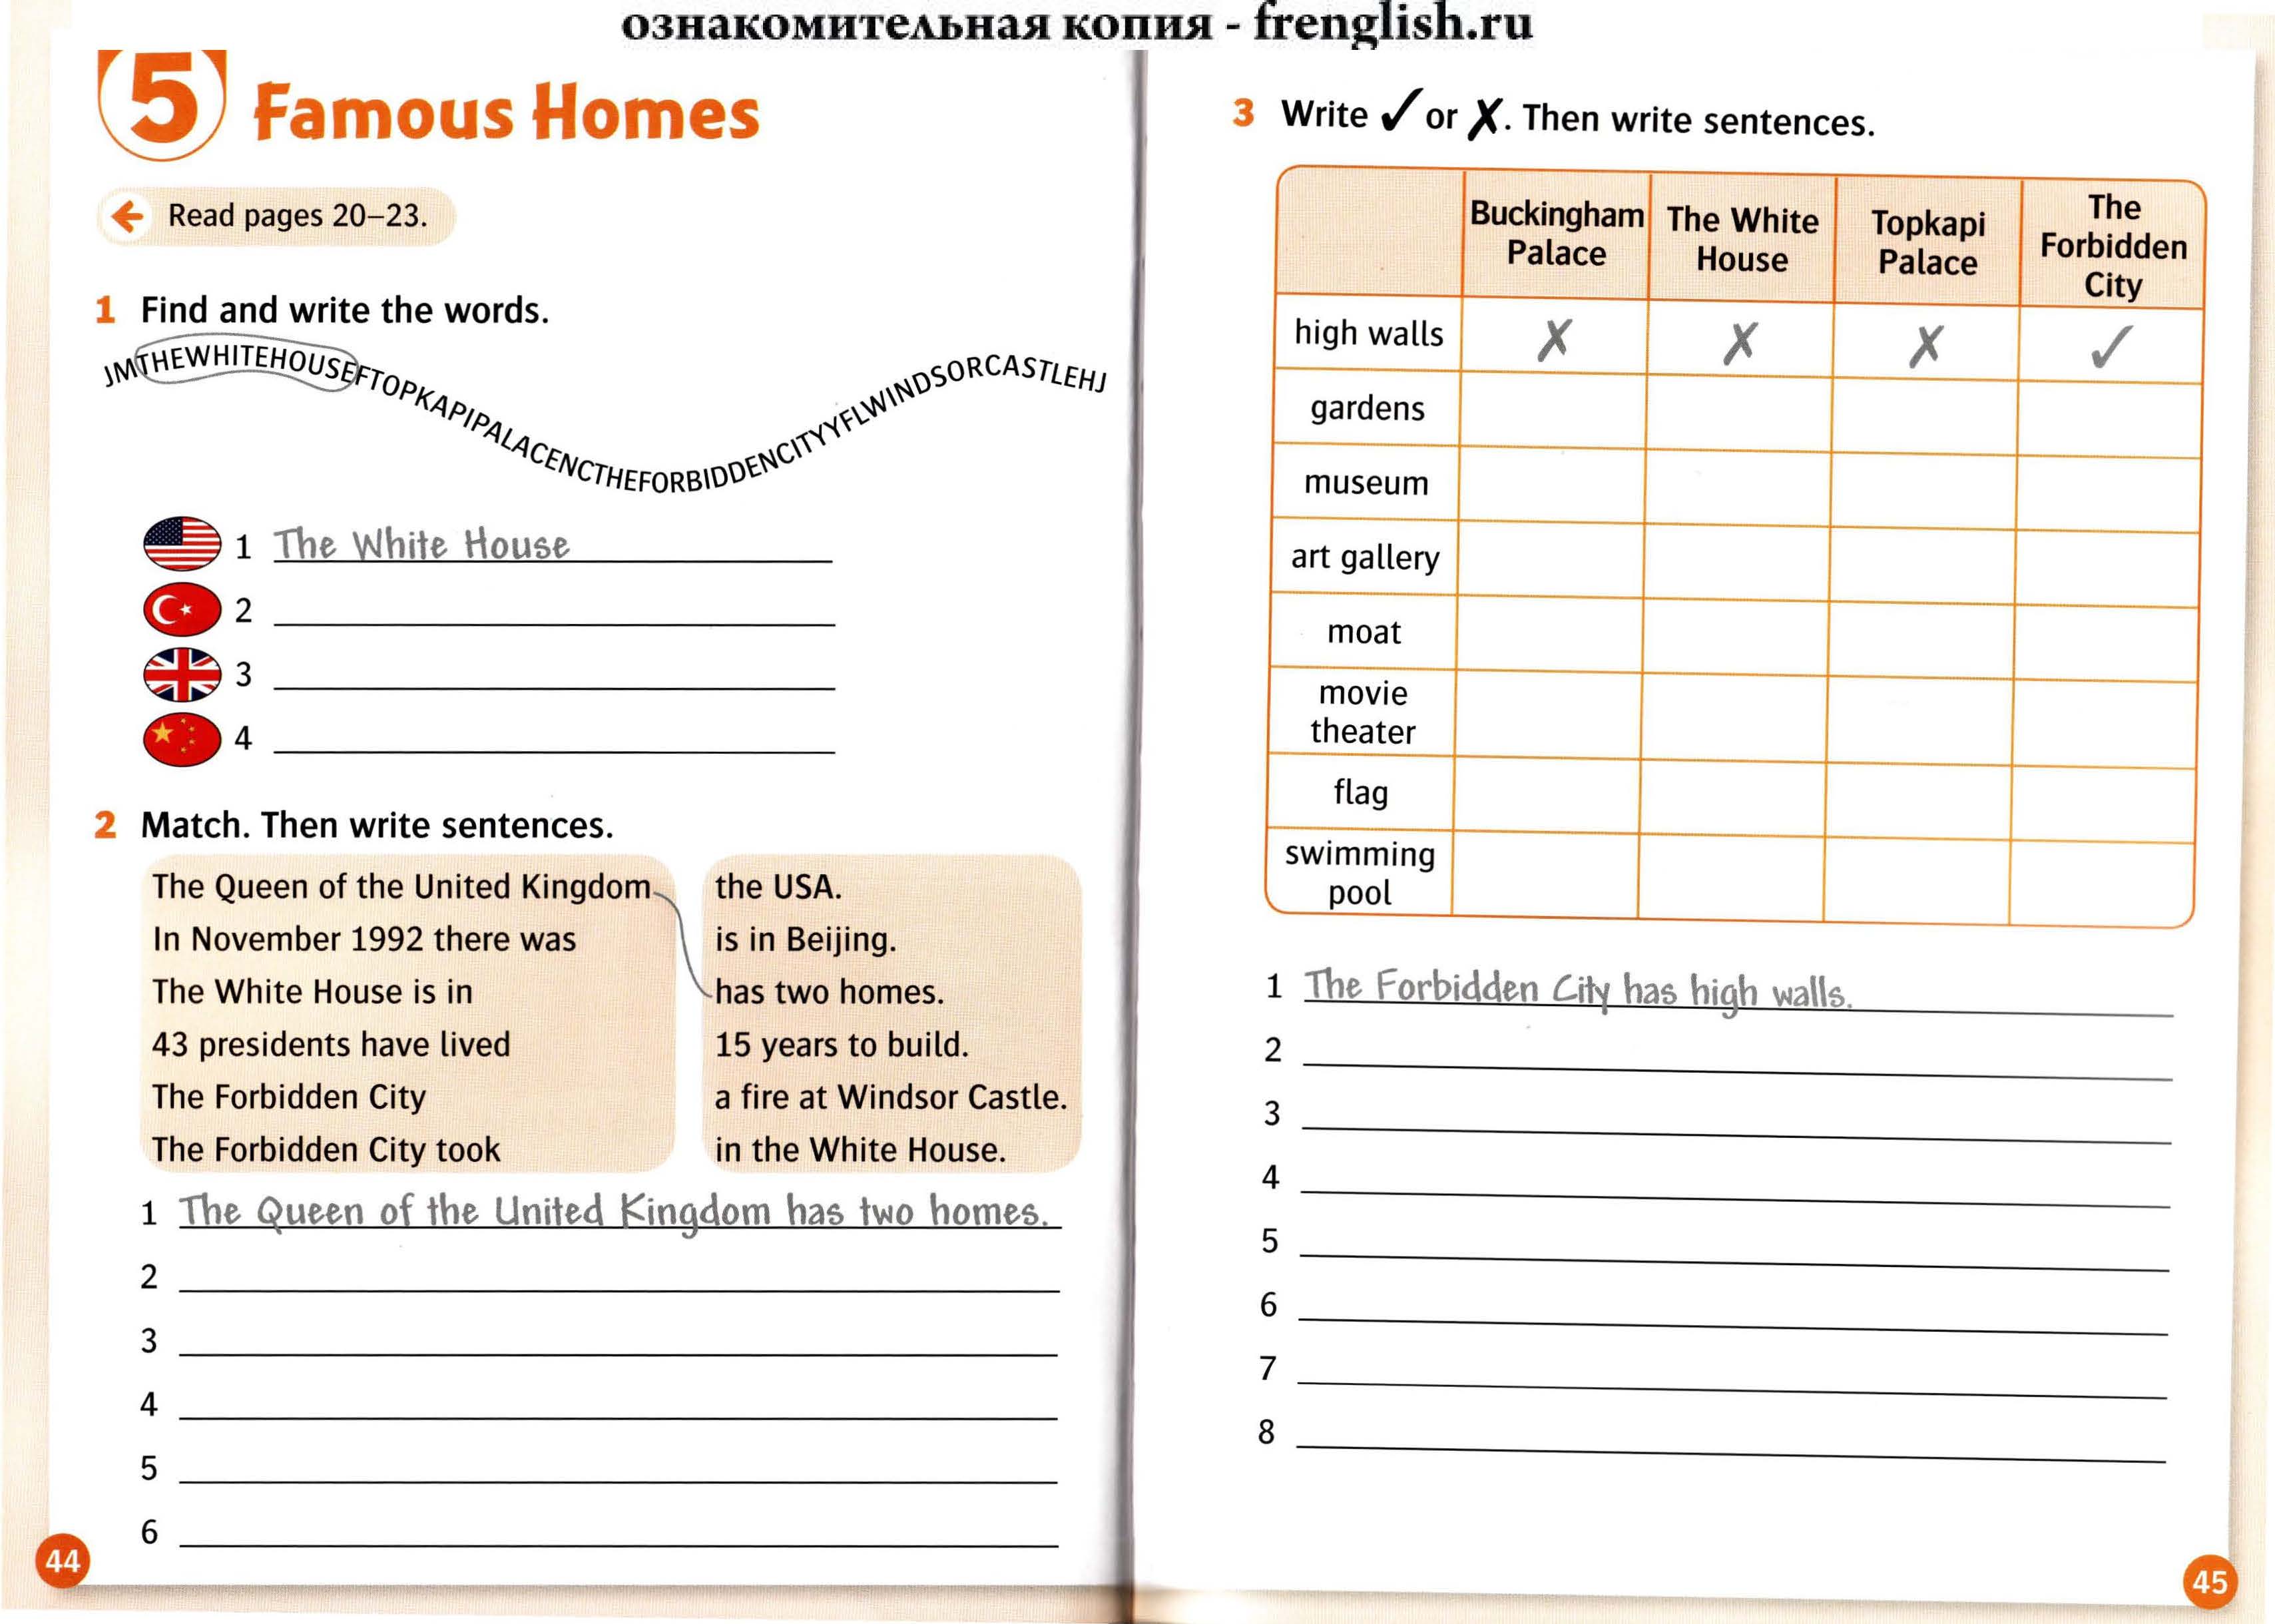 ознакомительная копия - frenglish.ru
5 Famous Homes
Read pages 20–23.
1 Find and write the words.
JMTHEWHITEHOUSEFTOPKAPIPALACENCTHEFORBIDDENCITYYFLWINDSORCASTLEHJ
1 The White House
2
3
4
2 Match. Then write sentences.
The Queen of the United Kingdom the USA.
In November 1992 there was is in Beijing.
The White House is in has two homes.
43 presidents have lived 15 years to build.
The Forbidden City a fire at Windsor Castle.
The Forbidden City took in the White House.
1 The Queen of the United Kingdom has two homes.
2
3
4
5
6
44
3 Write ✓ or ✗. Then write sentences.
Buckingham Palace The White House Topkapi Palace The Forbidden City
high walls ✗ ✗ ✗ ✓
gardens
museum
art gallery
moat
movie theater
flag
swimming pool
1 The Forbidden City has high walls.
2
3
4
5
6
7
8
45